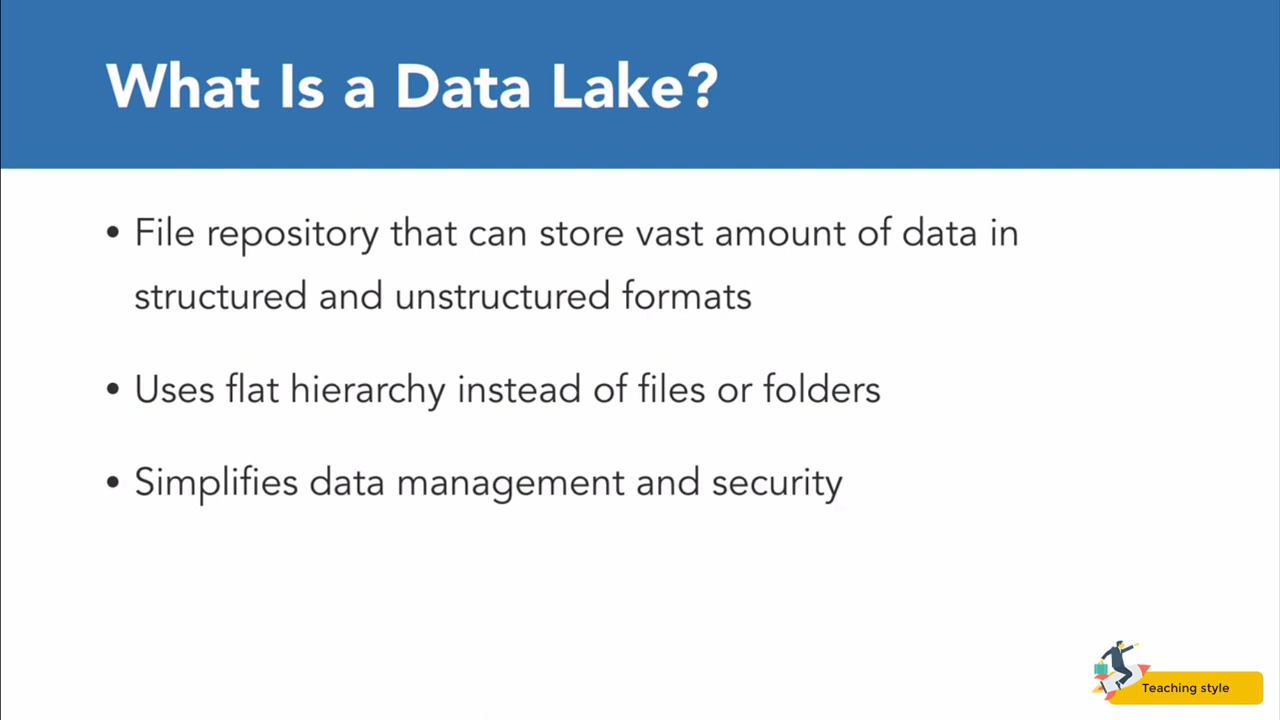 What Is a Data Lake?
• File repository that can store vast amount of data in
structured and unstructured formats
• Uses flat hierarchy instead of files or folders
• Simplifies data management and security
Teaching style